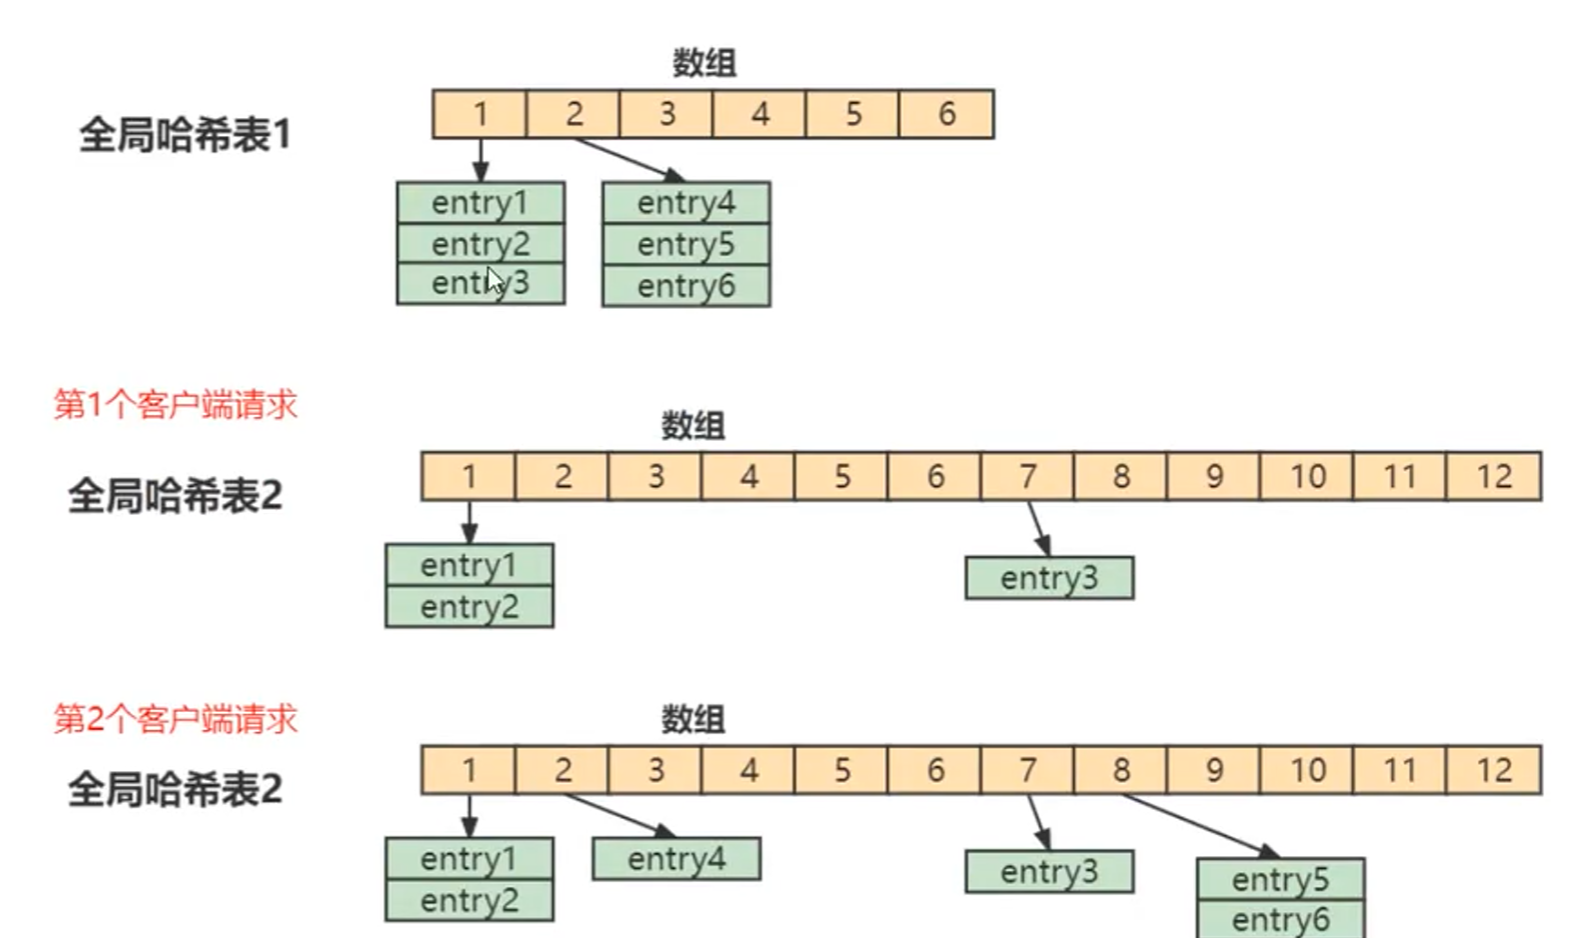 数组
全局哈希表1
1 2 3 4 5 6
entry1 entry4
entry2 entry5
entry3 entry6
第1个客户端请求
数组
全局哈希表2
1 2 3 4 5 6 7 8 9 10 11 12
entry1
entry2
entry3
第2个客户端请求
数组
全局哈希表2
1 2 3 4 5 6 7 8 9 10 11 12
entry1
entry2
entry4
entry3
entry5
entry6